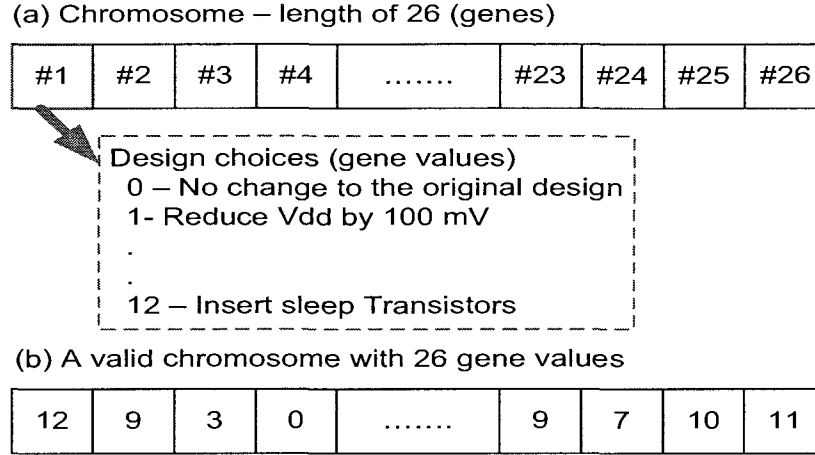 (a) Chromosome – length of 26 (genes)
#1 #2 #3 #4 ....... #23 #24 #25 #26
Design choices (gene values)
0 – No change to the original design
1- Reduce Vdd by 100 mV
.
.
12 – Insert sleep Transistors
(b) A valid chromosome with 26 gene values
12 9 3 0 ....... 9 7 10 11